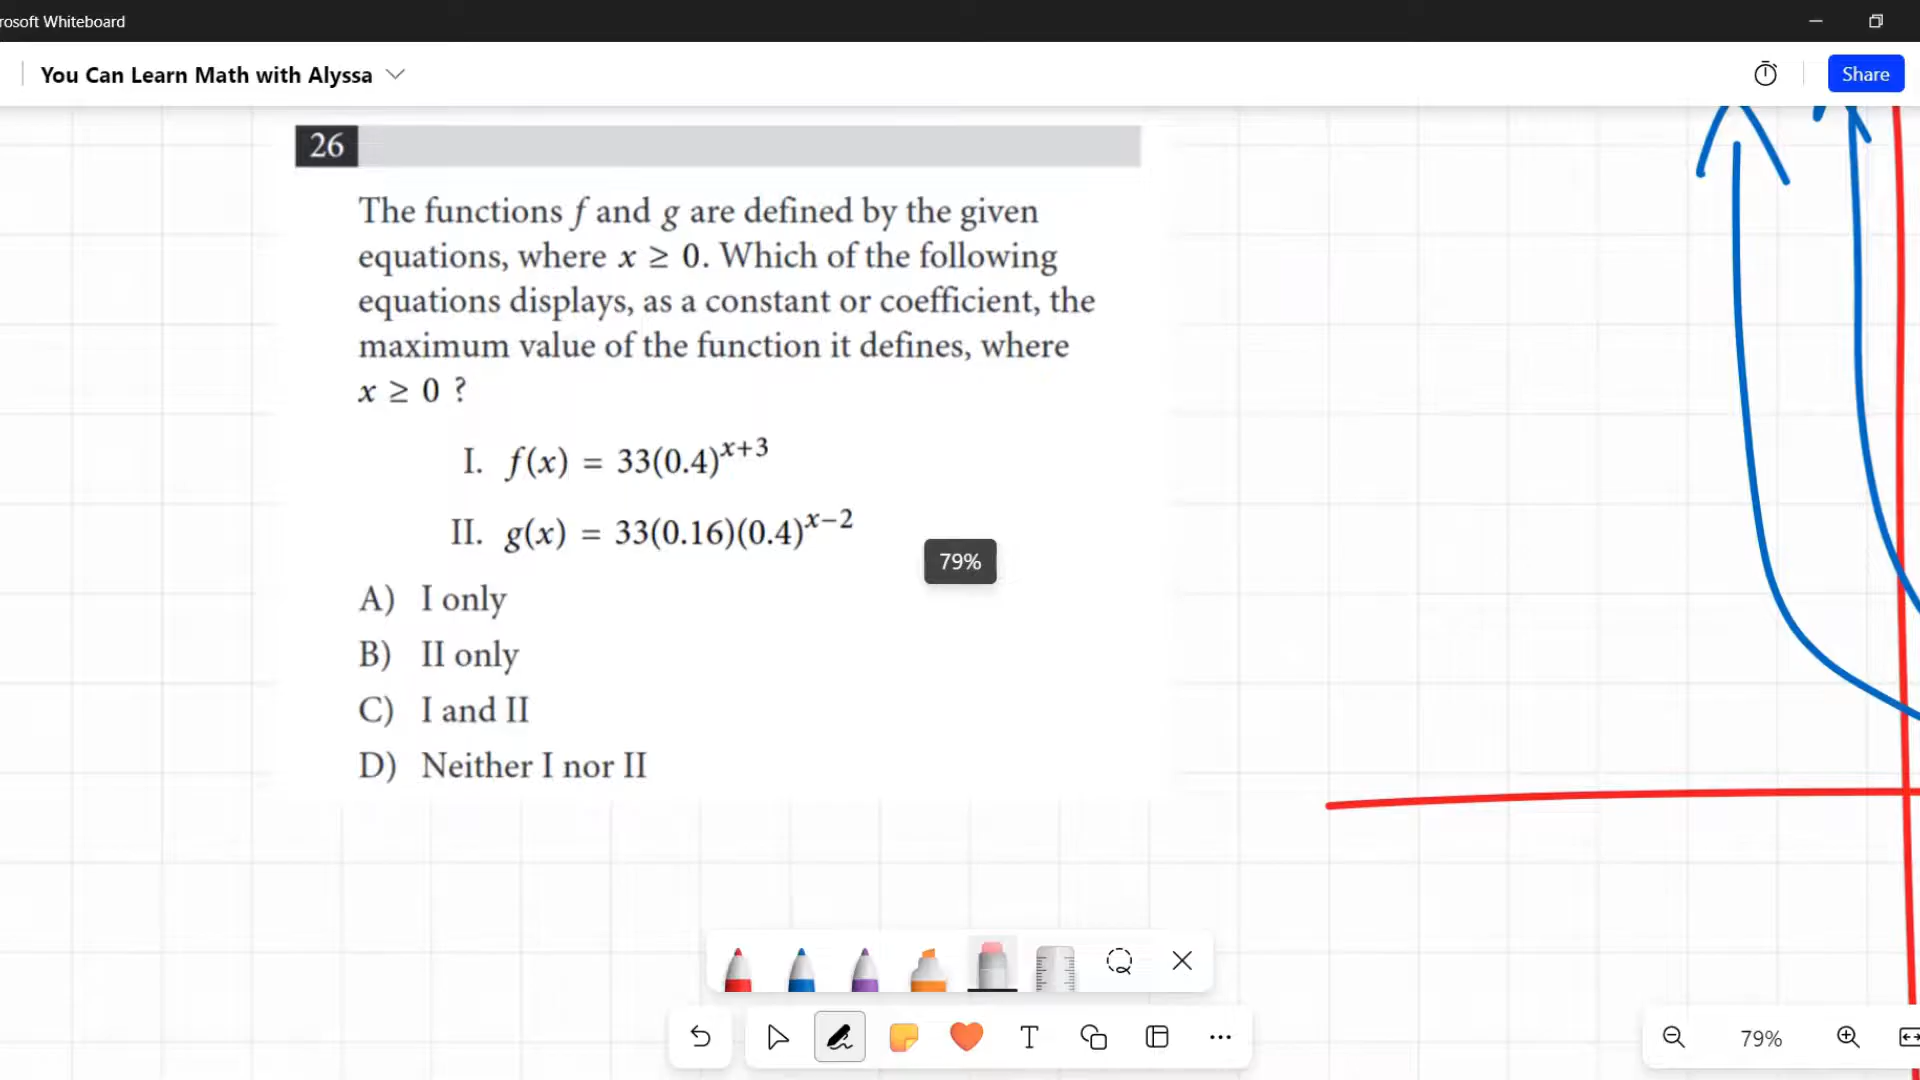 rosoft Whiteboard
You Can Learn Math with Alyssa
Share
26
The functions f and g are defined by the given
equations, where x ≥ 0. Which of the following
equations displays, as a constant or coefficient, the
maximum value of the function it defines, where
x ≥ 0 ?
I. f(x) = 33(0.4)^{x+3}
II. g(x) = 33(0.16)(0.4)^{x−2}
79%
A) I only
B) II only
C) I and II
D) Neither I nor II
79%